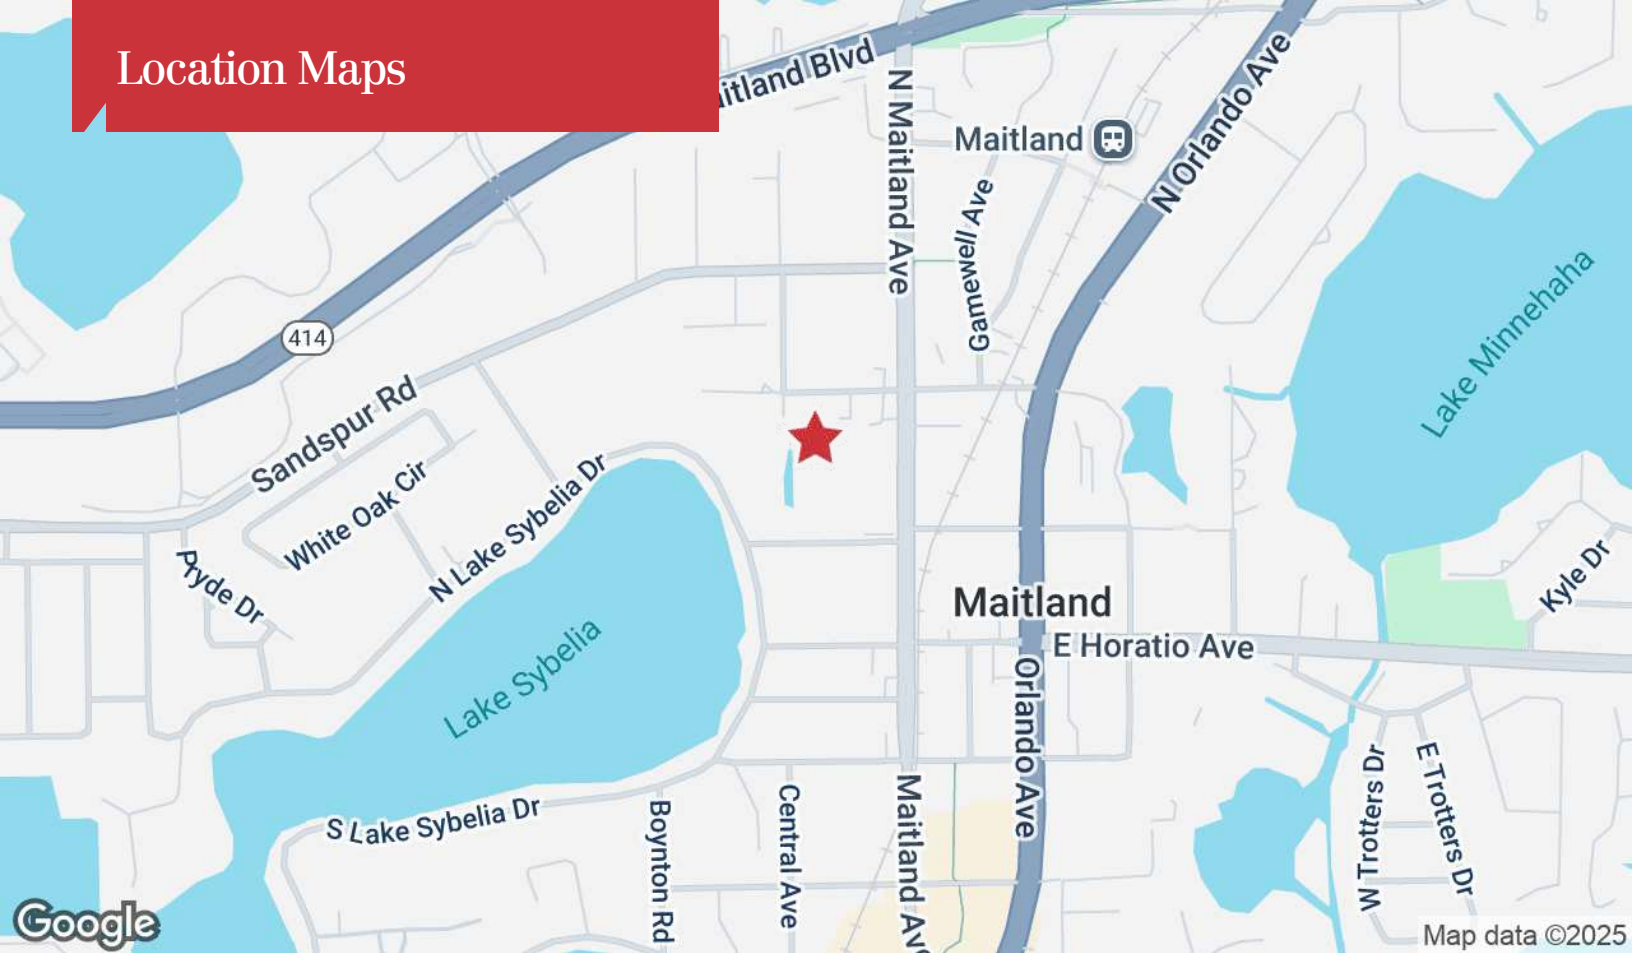 Location Maps
aitland Blvd
N Maitland Ave
N Orlando Ave
Maitland
Gamewell Ave
414
Lake Minnehaha
Sandspur Rd
White Oak Cir
N Lake Sybelia Dr
Pryde Dr
Kyle Dr
Maitland
E Horatio Ave
Lake Sybelia
Orlando Ave
S Lake Sybelia Dr
Boynton Rd
Central Ave
Maitland Ave
W Trotters Dr
E Trotters Dr
Google
Map data ©2025